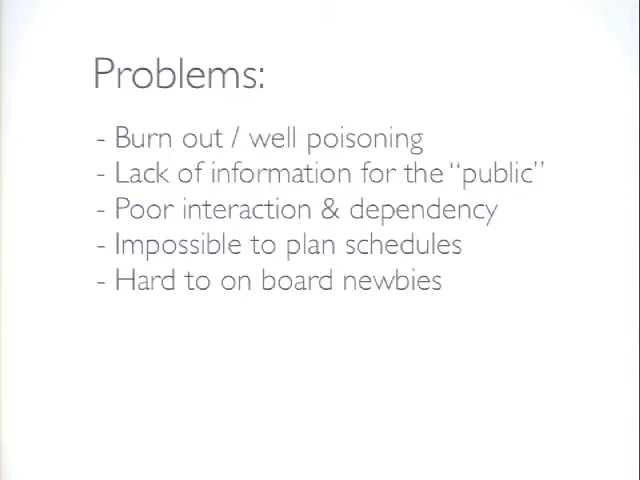 Problems:
- Burn out / well poisoning
- Lack of information for the “public”
- Poor interaction & dependency
- Impossible to plan schedules
- Hard to on board newbies